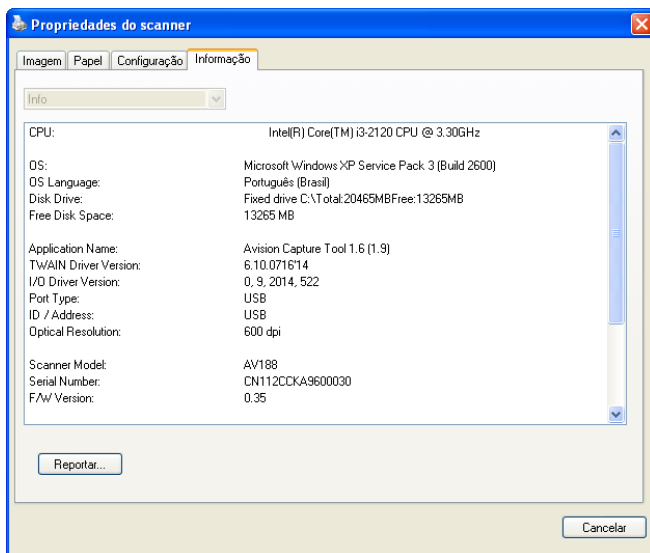 Propriedades do scanner
Imagem Papel Configuração Informação
Info
CPU: Intel(R) Core(TM) i3-2120 CPU @ 3.30GHz
OS: Microsoft Windows XP Service Pack 3 (Build 2600)
OS Language: Português (Brasil)
Disk Drive: Fixed drive C:\Total:20465MBFree:13265MB
Free Disk Space: 13265 MB
Application Name: Avision Capture Tool 1.6 (1.9)
TWAIN Driver Version: 6.10.0716'14
I/O Driver Version: 0, 9, 2014, 522
Port Type: USB
ID / Address: USB
Optical Resolution: 600 dpi
Scanner Model: AV188
Serial Number: CN112CCKA9600030
F/W Version: 0.35
Reportar...
Cancelar